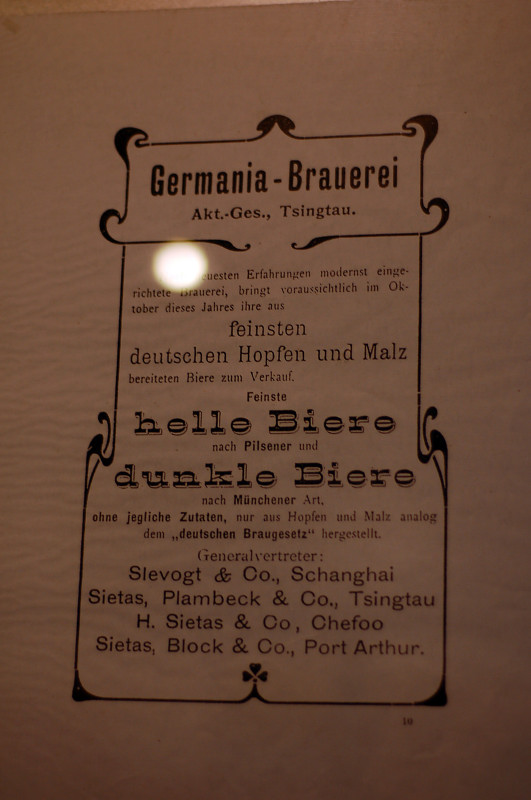 Germania-Brauerei
Akt.-Ges., Tsingtau.
neuesten Erfahrungen modernst einge-
richtete Brauerei, bringt voraussichtlich im Ok-
tober dieses Jahres ihre aus
feinsten
deutschen Hopfen und Malz
bereiteten Biere zum Verkauf.
Feinste
helle Biere
nach Pilsener und
dunkle Biere
nach Münchener Art,
ohne jegliche Zutaten, nur aus Hopfen und Malz analog
dem „deutschen Braugesetz“ hergestellt.
Generalvertreter:
Slevogt & Co., Schanghai
Sietas, Plambeck & Co., Tsingtau
H. Sietas & Co, Chefoo
Sietas, Block & Co., Port Arthur.
10